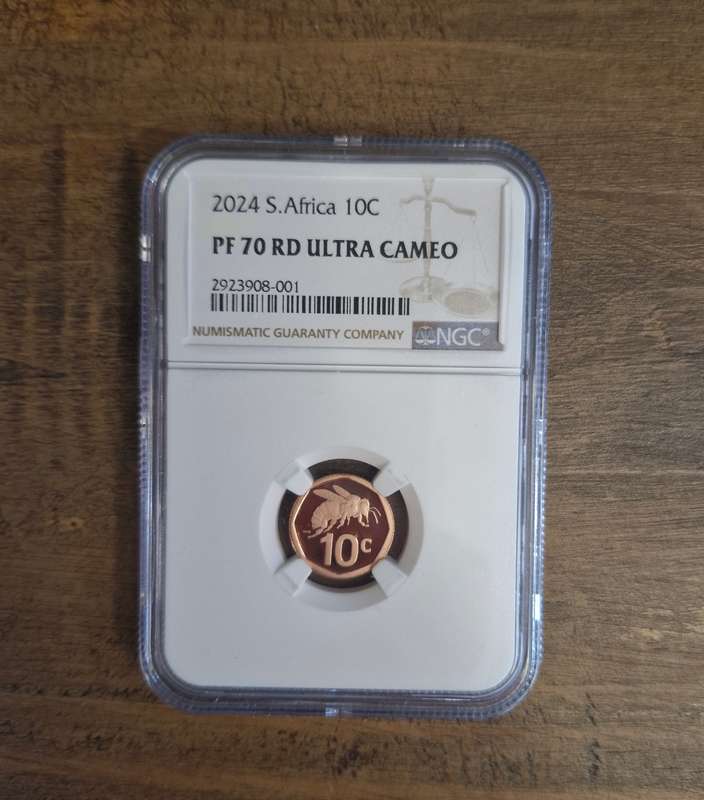 2024 S.Africa 10C
PF 70 RD ULTRA CAMEO
2923908-001
NUMISMATIC GUARANTY COMPANY NGC®
10c